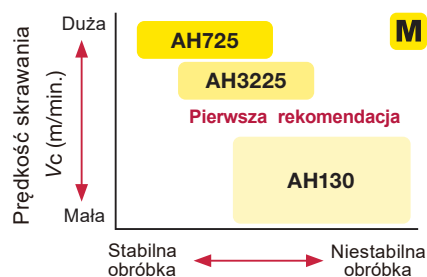 Duża
AH725
M
AH3225
Pierwsza rekomendacja
Prędkość skrawania
Vc (m/min.)
AH130
Mała
Stabilna
obróbka
Niestabilna
obróbka